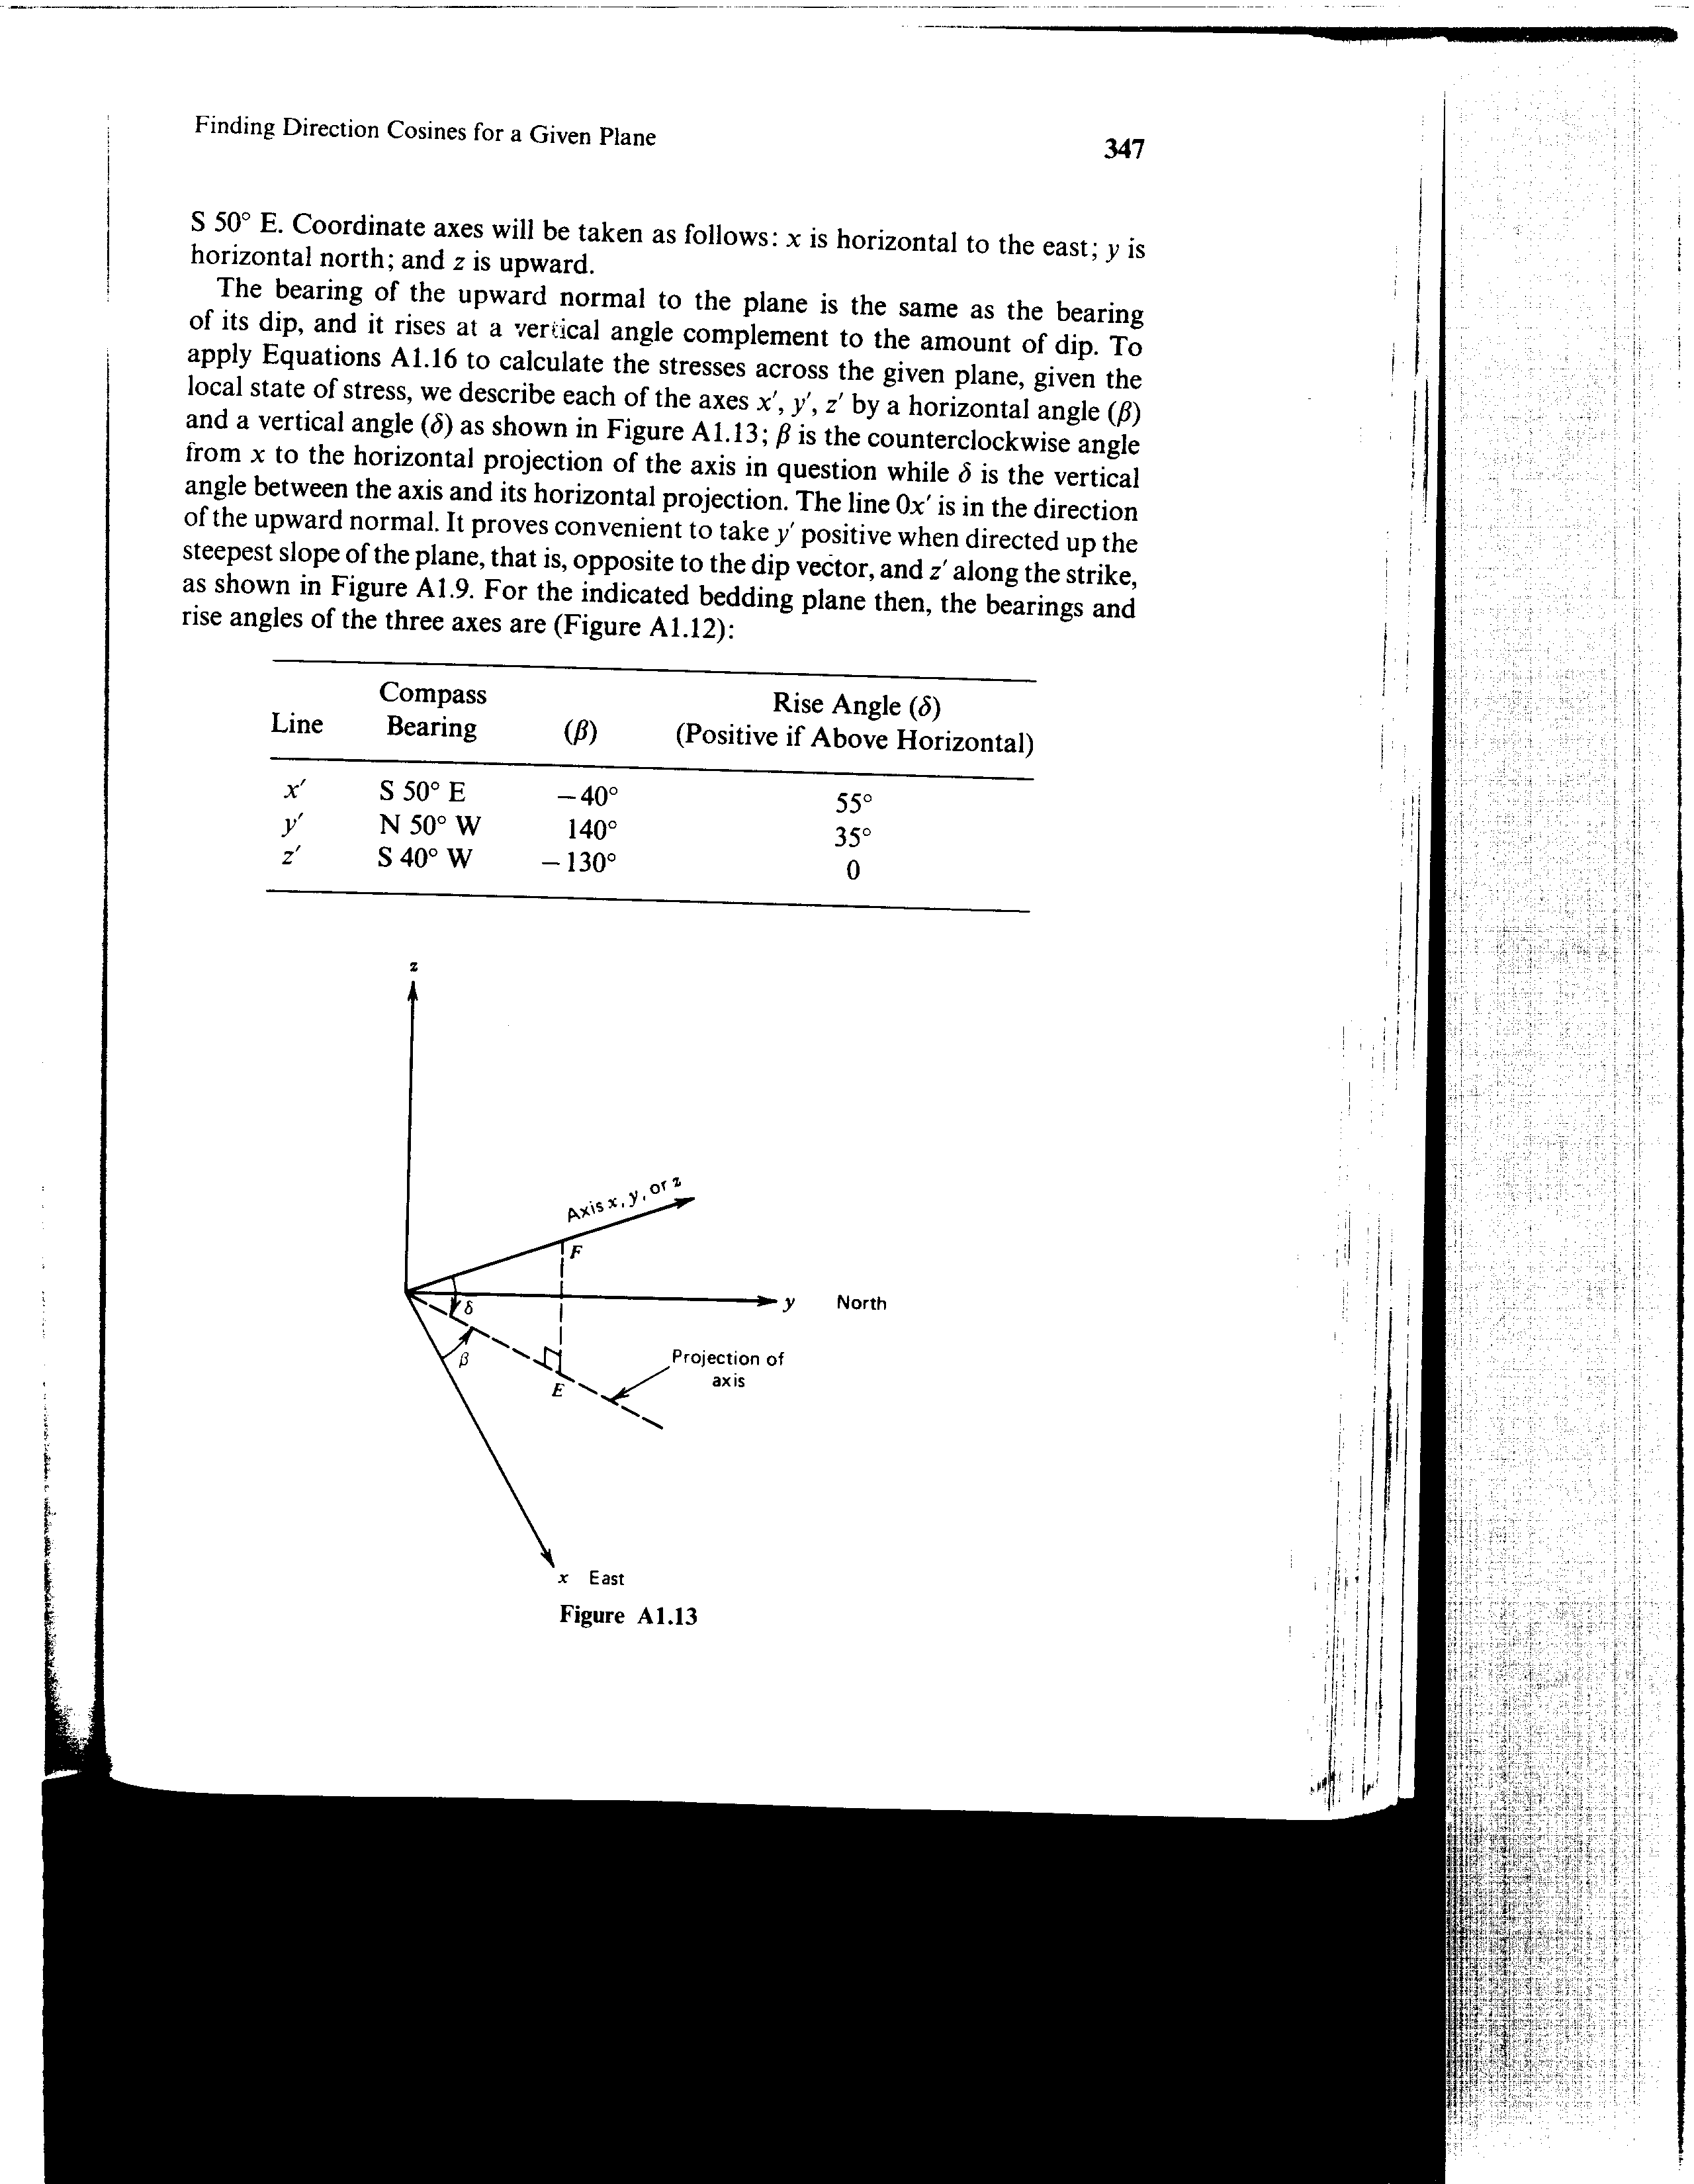 Finding Direction Cosines for a Given Plane
347
S 50° E. Coordinate axes will be taken as follows: x is horizontal to the east; y is
horizontal north; and z is upward.
The bearing of the upward normal to the plane is the same as the bearing
of its dip, and it rises at a vertical angle complement to the amount of dip. To
apply Equations A1.16 to calculate the stresses across the given plane, given the
local state of stress, we describe each of the axes x′, y′, z′ by a horizontal angle (β)
and a vertical angle (δ) as shown in Figure A1.13; β is the counterclockwise angle
from x to the horizontal projection of the axis in question while δ is the vertical
angle between the axis and its horizontal projection. The line 0x′ is in the direction
of the upward normal. It proves convenient to take y′ positive when directed up the
steepest slope of the plane, that is, opposite to the dip vector, and z′ along the strike,
as shown in Figure A1.9. For the indicated bedding plane then, the bearings and
rise angles of the three axes are (Figure A1.12):
Compass Rise Angle (δ)
Line Bearing (β) (Positive if Above Horizontal)
x′ S 50° E −40° 55°
y′ N 50° W 140° 35°
z′ S 40° W −130° 0
z
Axis x, y, or z
F
δ
y North
β
Projection of
axis
E
x East
Figure A1.13